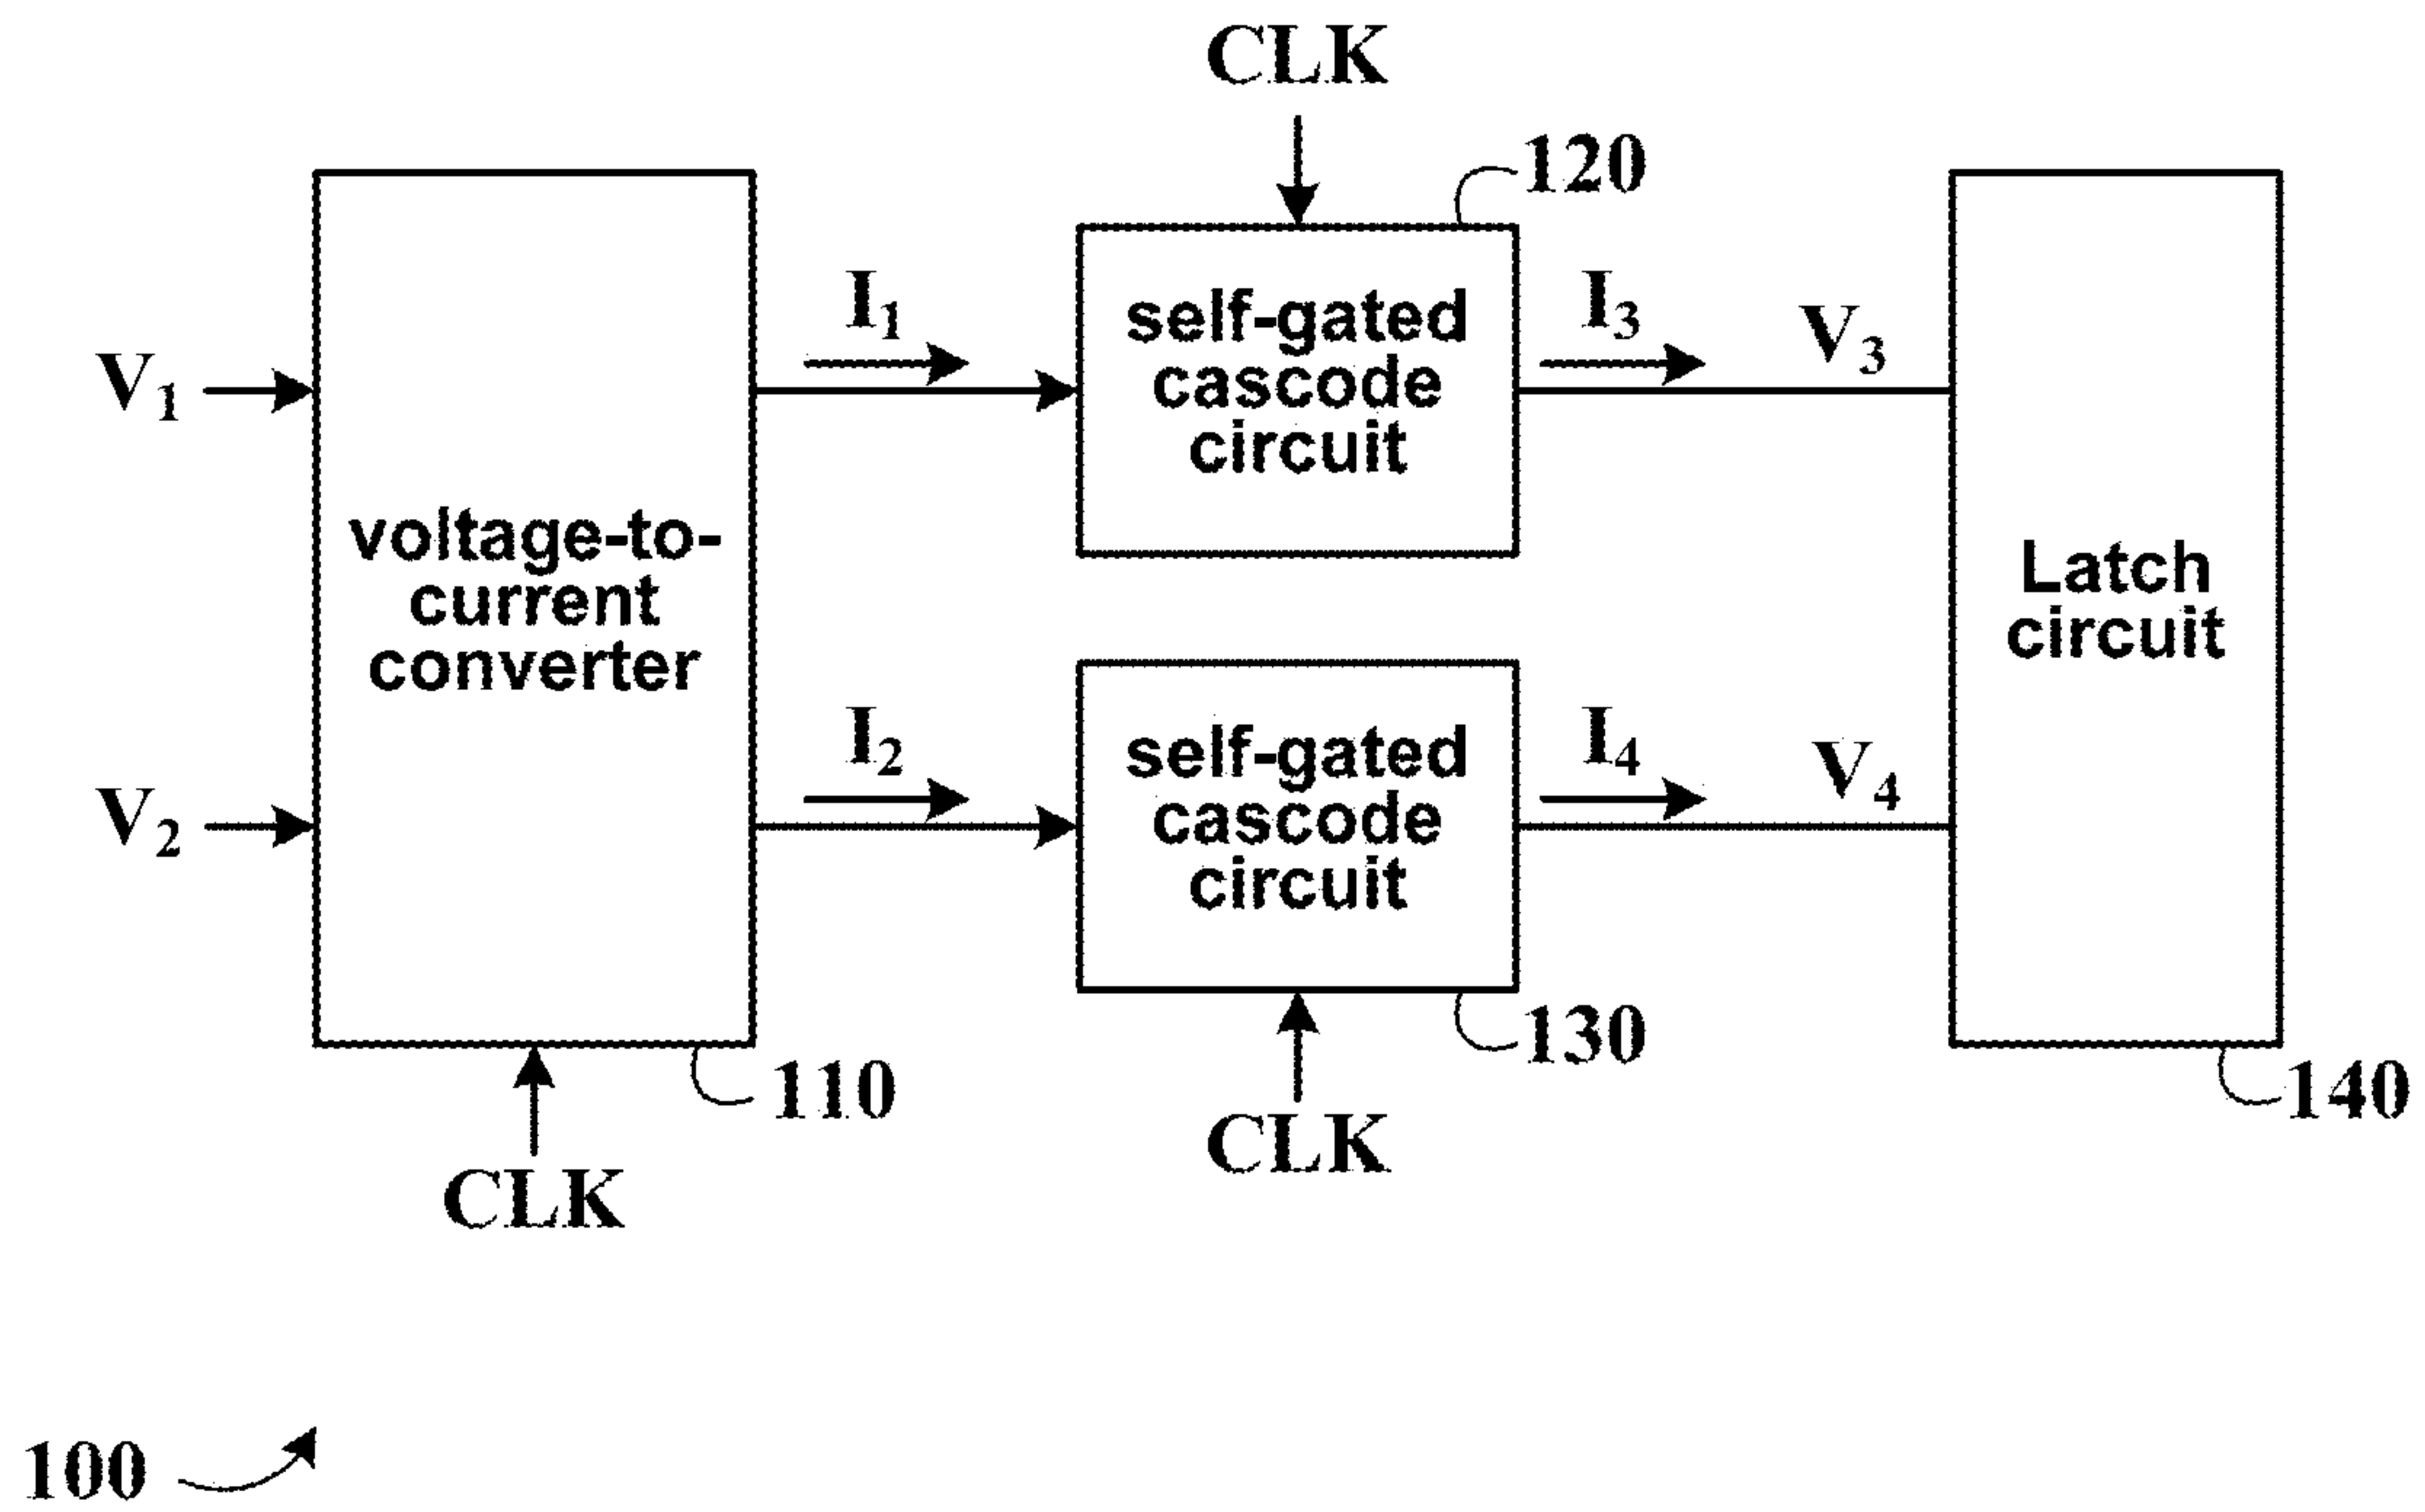 CLK
120
I1
I3
V3
V1
self-gated
cascode
circuit
voltage-to-
current
converter
Latch
circuit
I2
I4
V4
V2
self-gated
cascode
circuit
130
110
140
CLK
CLK
100